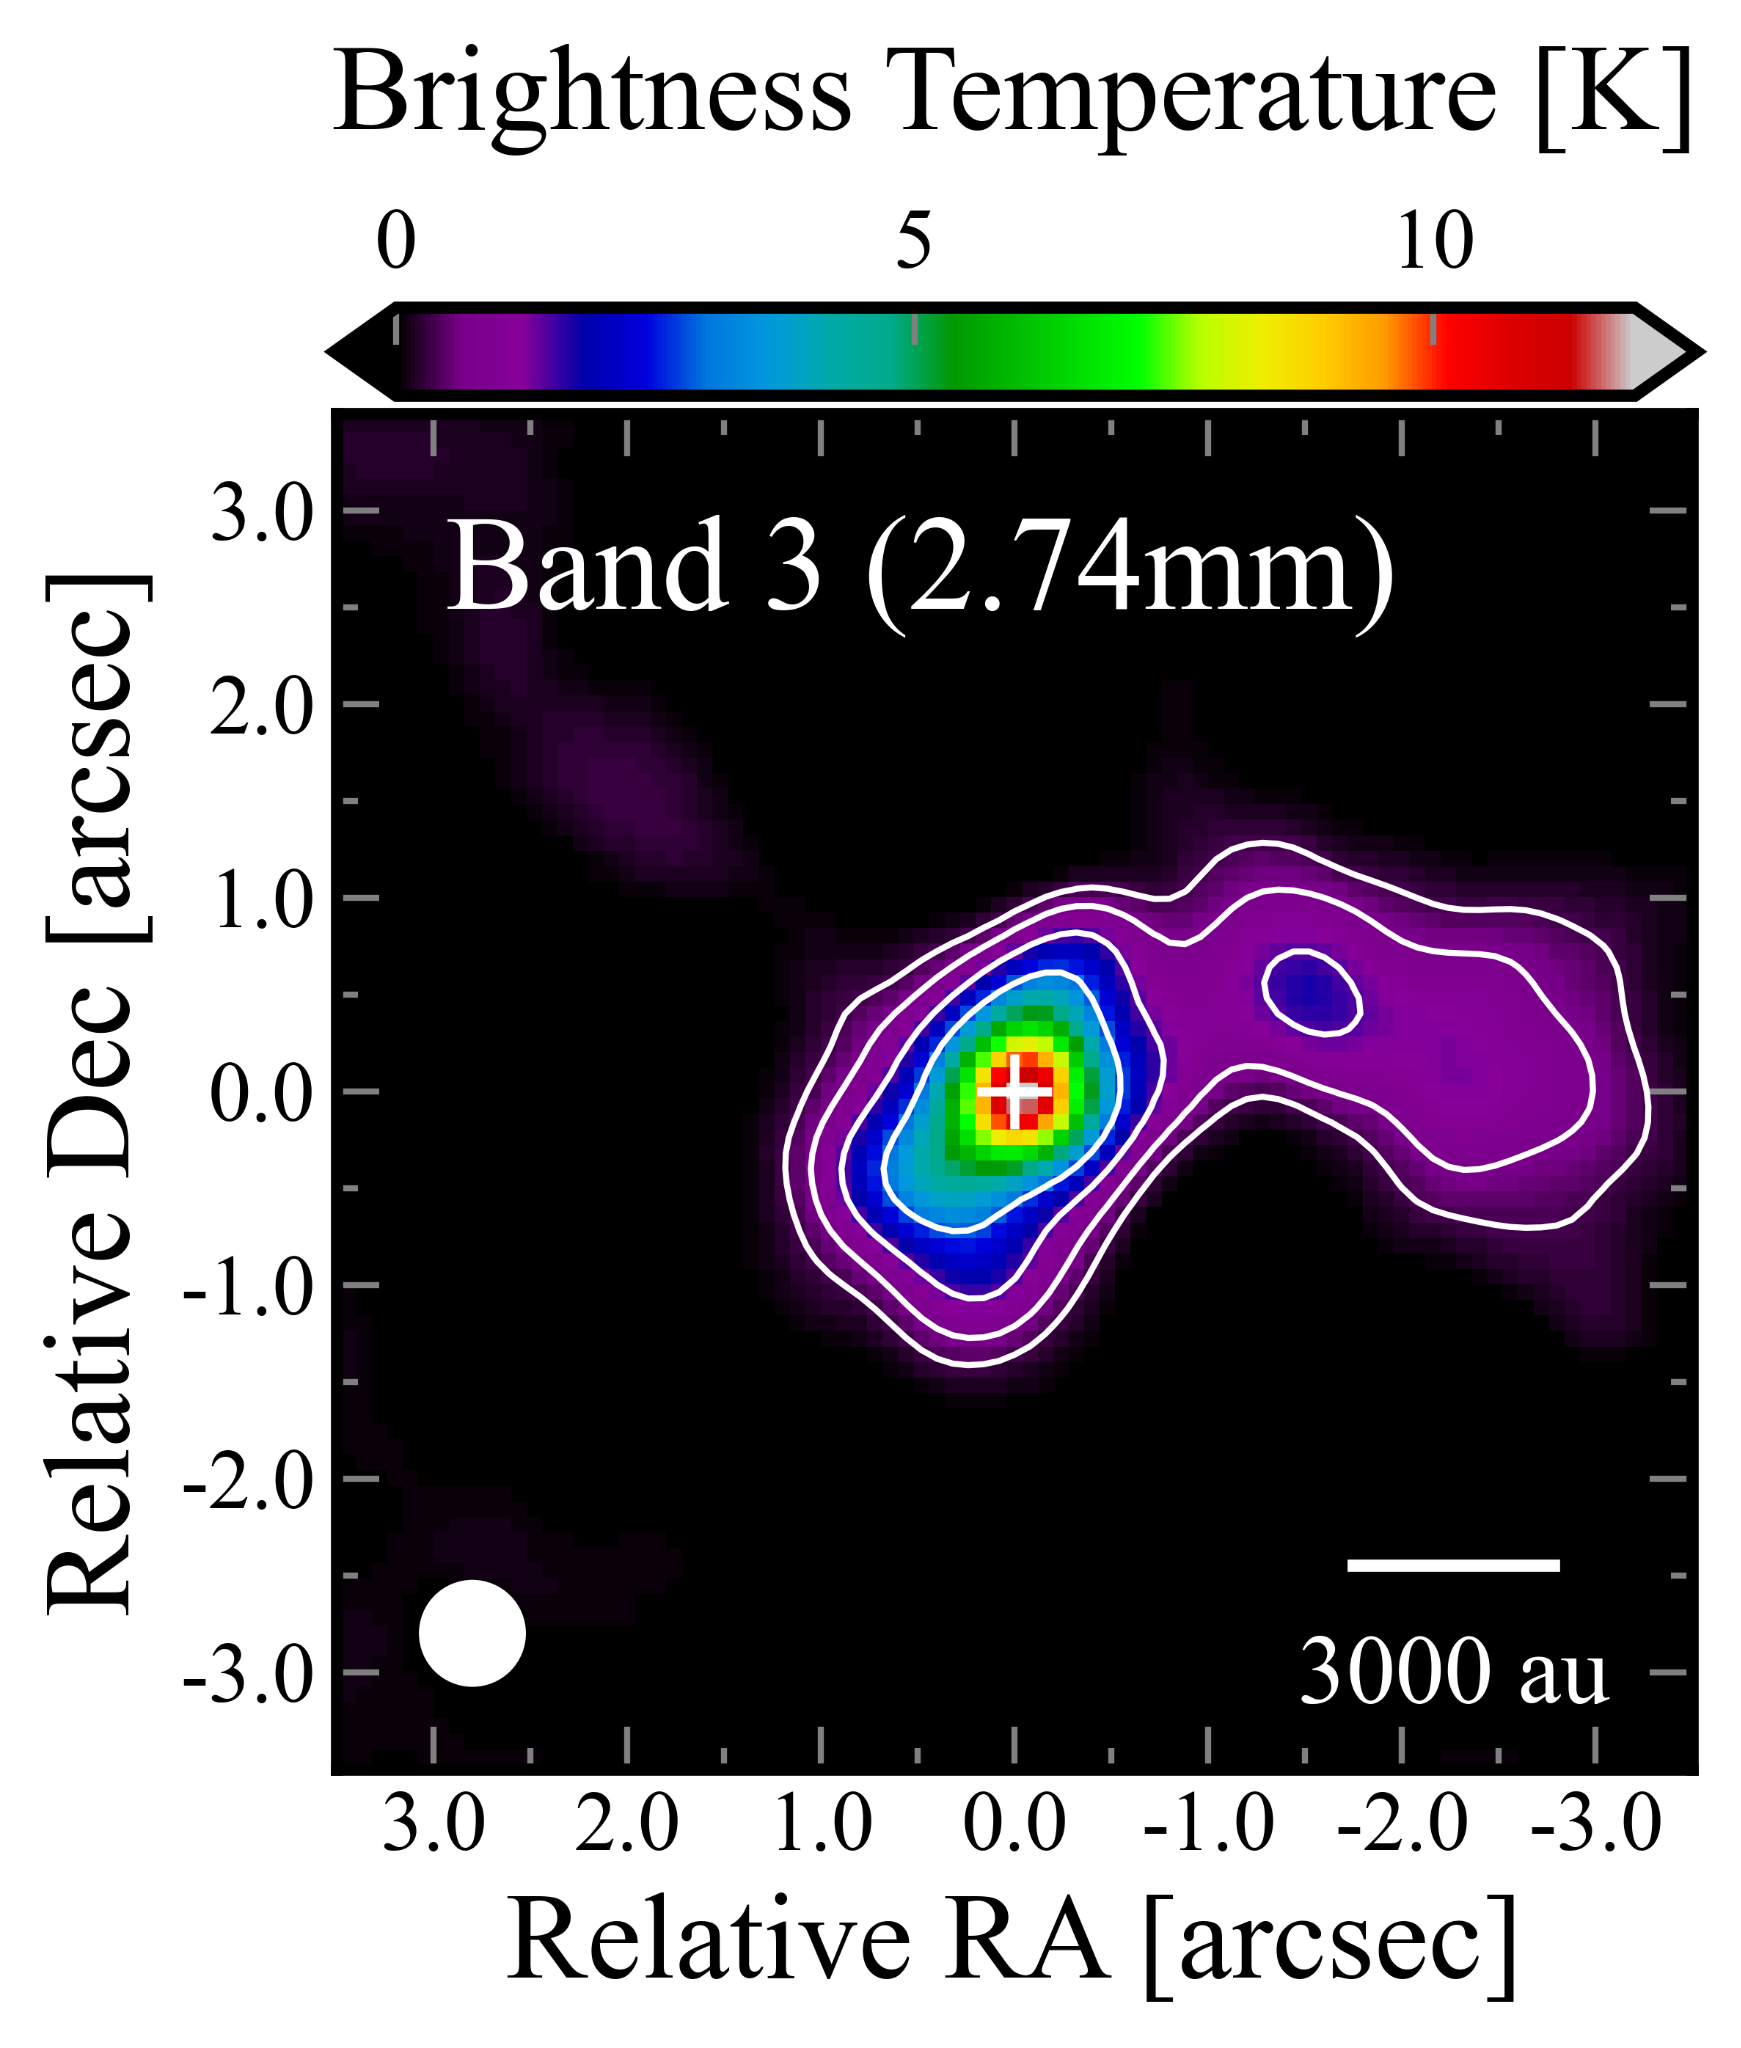 Brightness Temperature [K]
0 5 10
Band 3 (2.74mm)
3.0
2.0
1.0
0.0
-1.0
-2.0
-3.0
Relative Dec [arcsec]
3000 au
3.0 2.0 1.0 0.0 -1.0 -2.0 -3.0
Relative RA [arcsec]